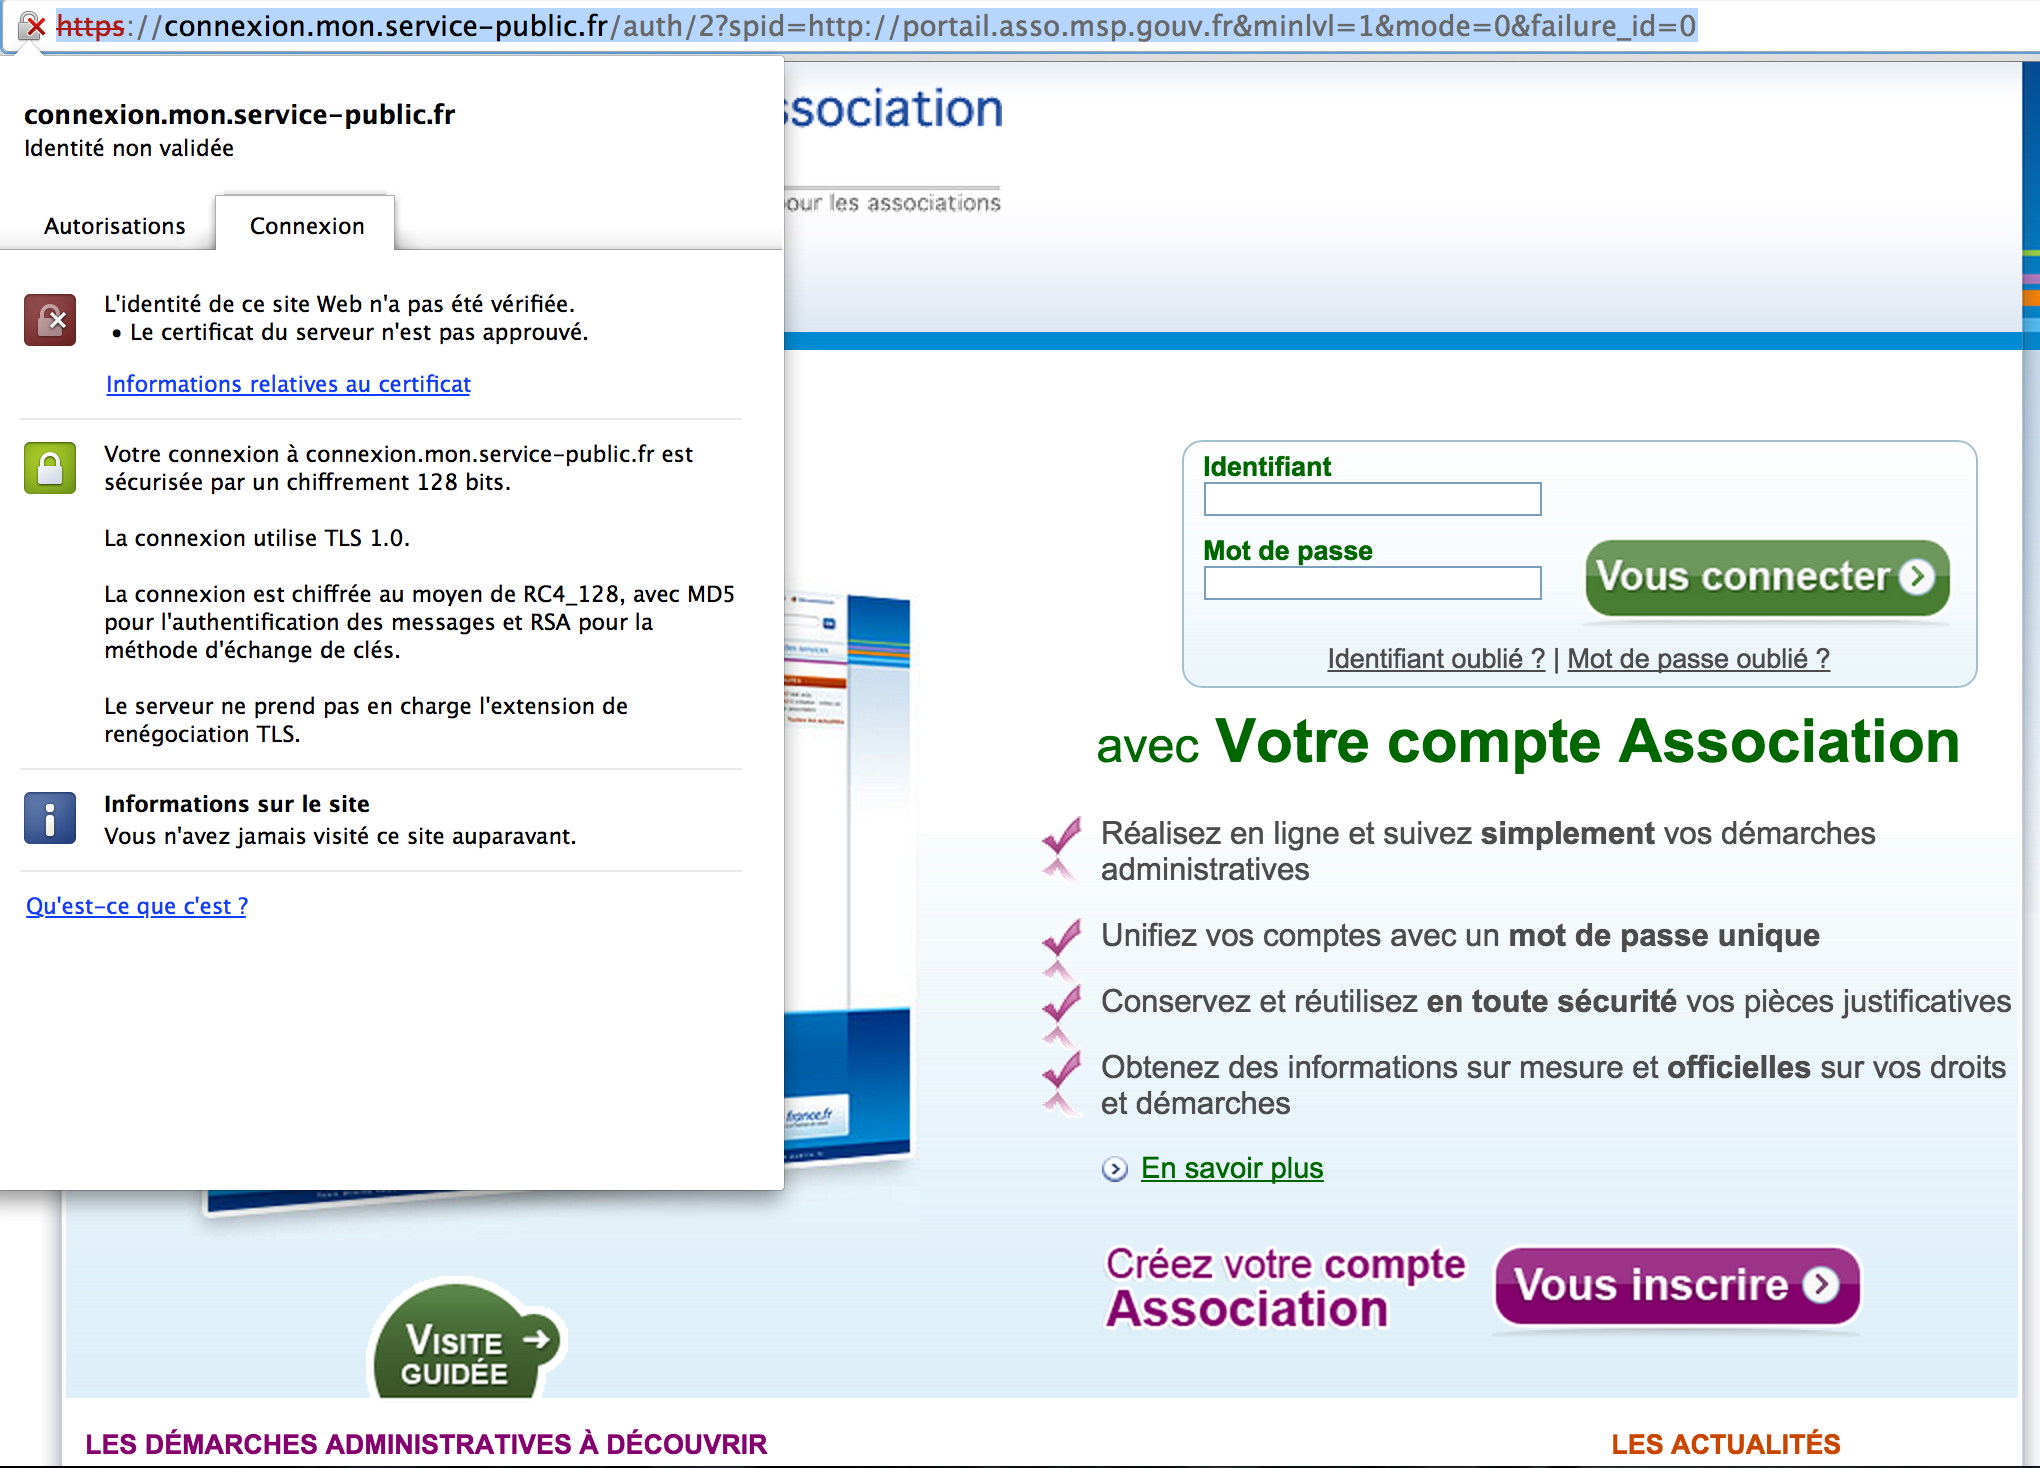 https://connexion.mon.service-public.fr/auth/2?spid=http://portail.asso.msp.gouv.fr&minlvl=1&mode=0&failure_id=0
connexion.mon.service-public.fr
Identité non validée
Autorisations
Connexion
L'identité de ce site Web n'a pas été vérifiée.
• Le certificat du serveur n'est pas approuvé.
Informations relatives au certificat
Votre connexion à connexion.mon.service-public.fr est
sécurisée par un chiffrement 128 bits.
La connexion utilise TLS 1.0.
La connexion est chiffrée au moyen de RC4_128, avec MD5
pour l'authentification des messages et RSA pour la
méthode d'échange de clés.
Le serveur ne prend pas en charge l'extension de
renégociation TLS.
Informations sur le site
Vous n'avez jamais visité ce site auparavant.
Qu'est-ce que c'est ?
ssociation
our les associations
Identifiant
Mot de passe
Vous connecter
Identifiant oublié ? | Mot de passe oublié ?
avec Votre compte Association
Réalisez en ligne et suivez simplement vos démarches
administratives
Unifiez vos comptes avec un mot de passe unique
Conservez et réutilisez en toute sécurité vos pièces justificatives
Obtenez des informations sur mesure et officielles sur vos droits
et démarches
En savoir plus
france.fr
Créez votre compte
Association
Vous inscrire
VISITE
GUIDÉE
LES DÉMARCHES ADMINISTRATIVES À DÉCOUVRIR
LES ACTUALITÉS